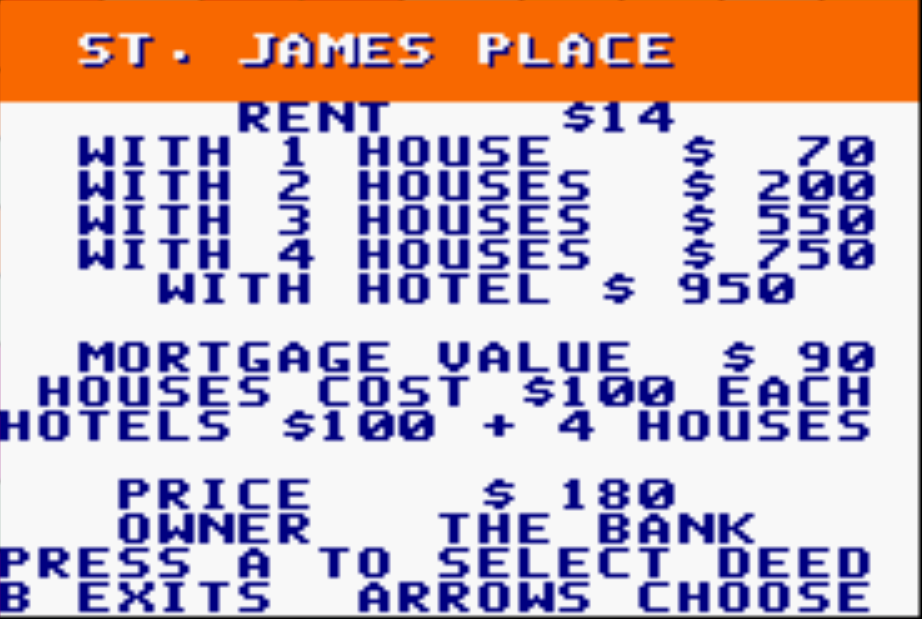 ST. JAMES PLACE
RENT $14
WITH 1 HOUSE $ 70
WITH 2 HOUSES $ 200
WITH 3 HOUSES $ 550
WITH 4 HOUSES $ 750
WITH HOTEL $ 950
MORTGAGE VALUE $ 90
HOUSES COST $100 EACH
HOTELS $100 + 4 HOUSES
PRICE $ 180
OWNER THE BANK
PRESS A TO SELECT DEED
B EXITS ARROWS CHOOSE